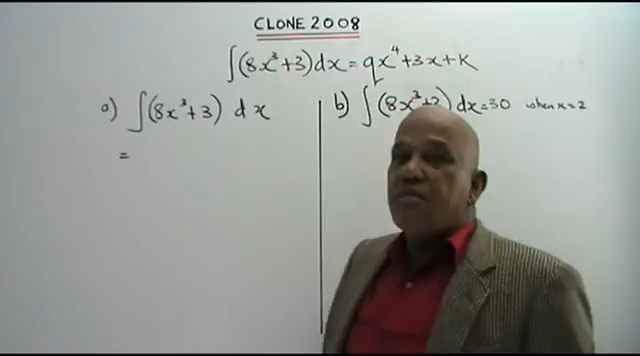 CLONE 2008
∫(8x³+3)dx = qx⁴+3x+K
a) ∫(8x³+3) dx
=
b) ∫(8x³+3) dx=30 when x=2